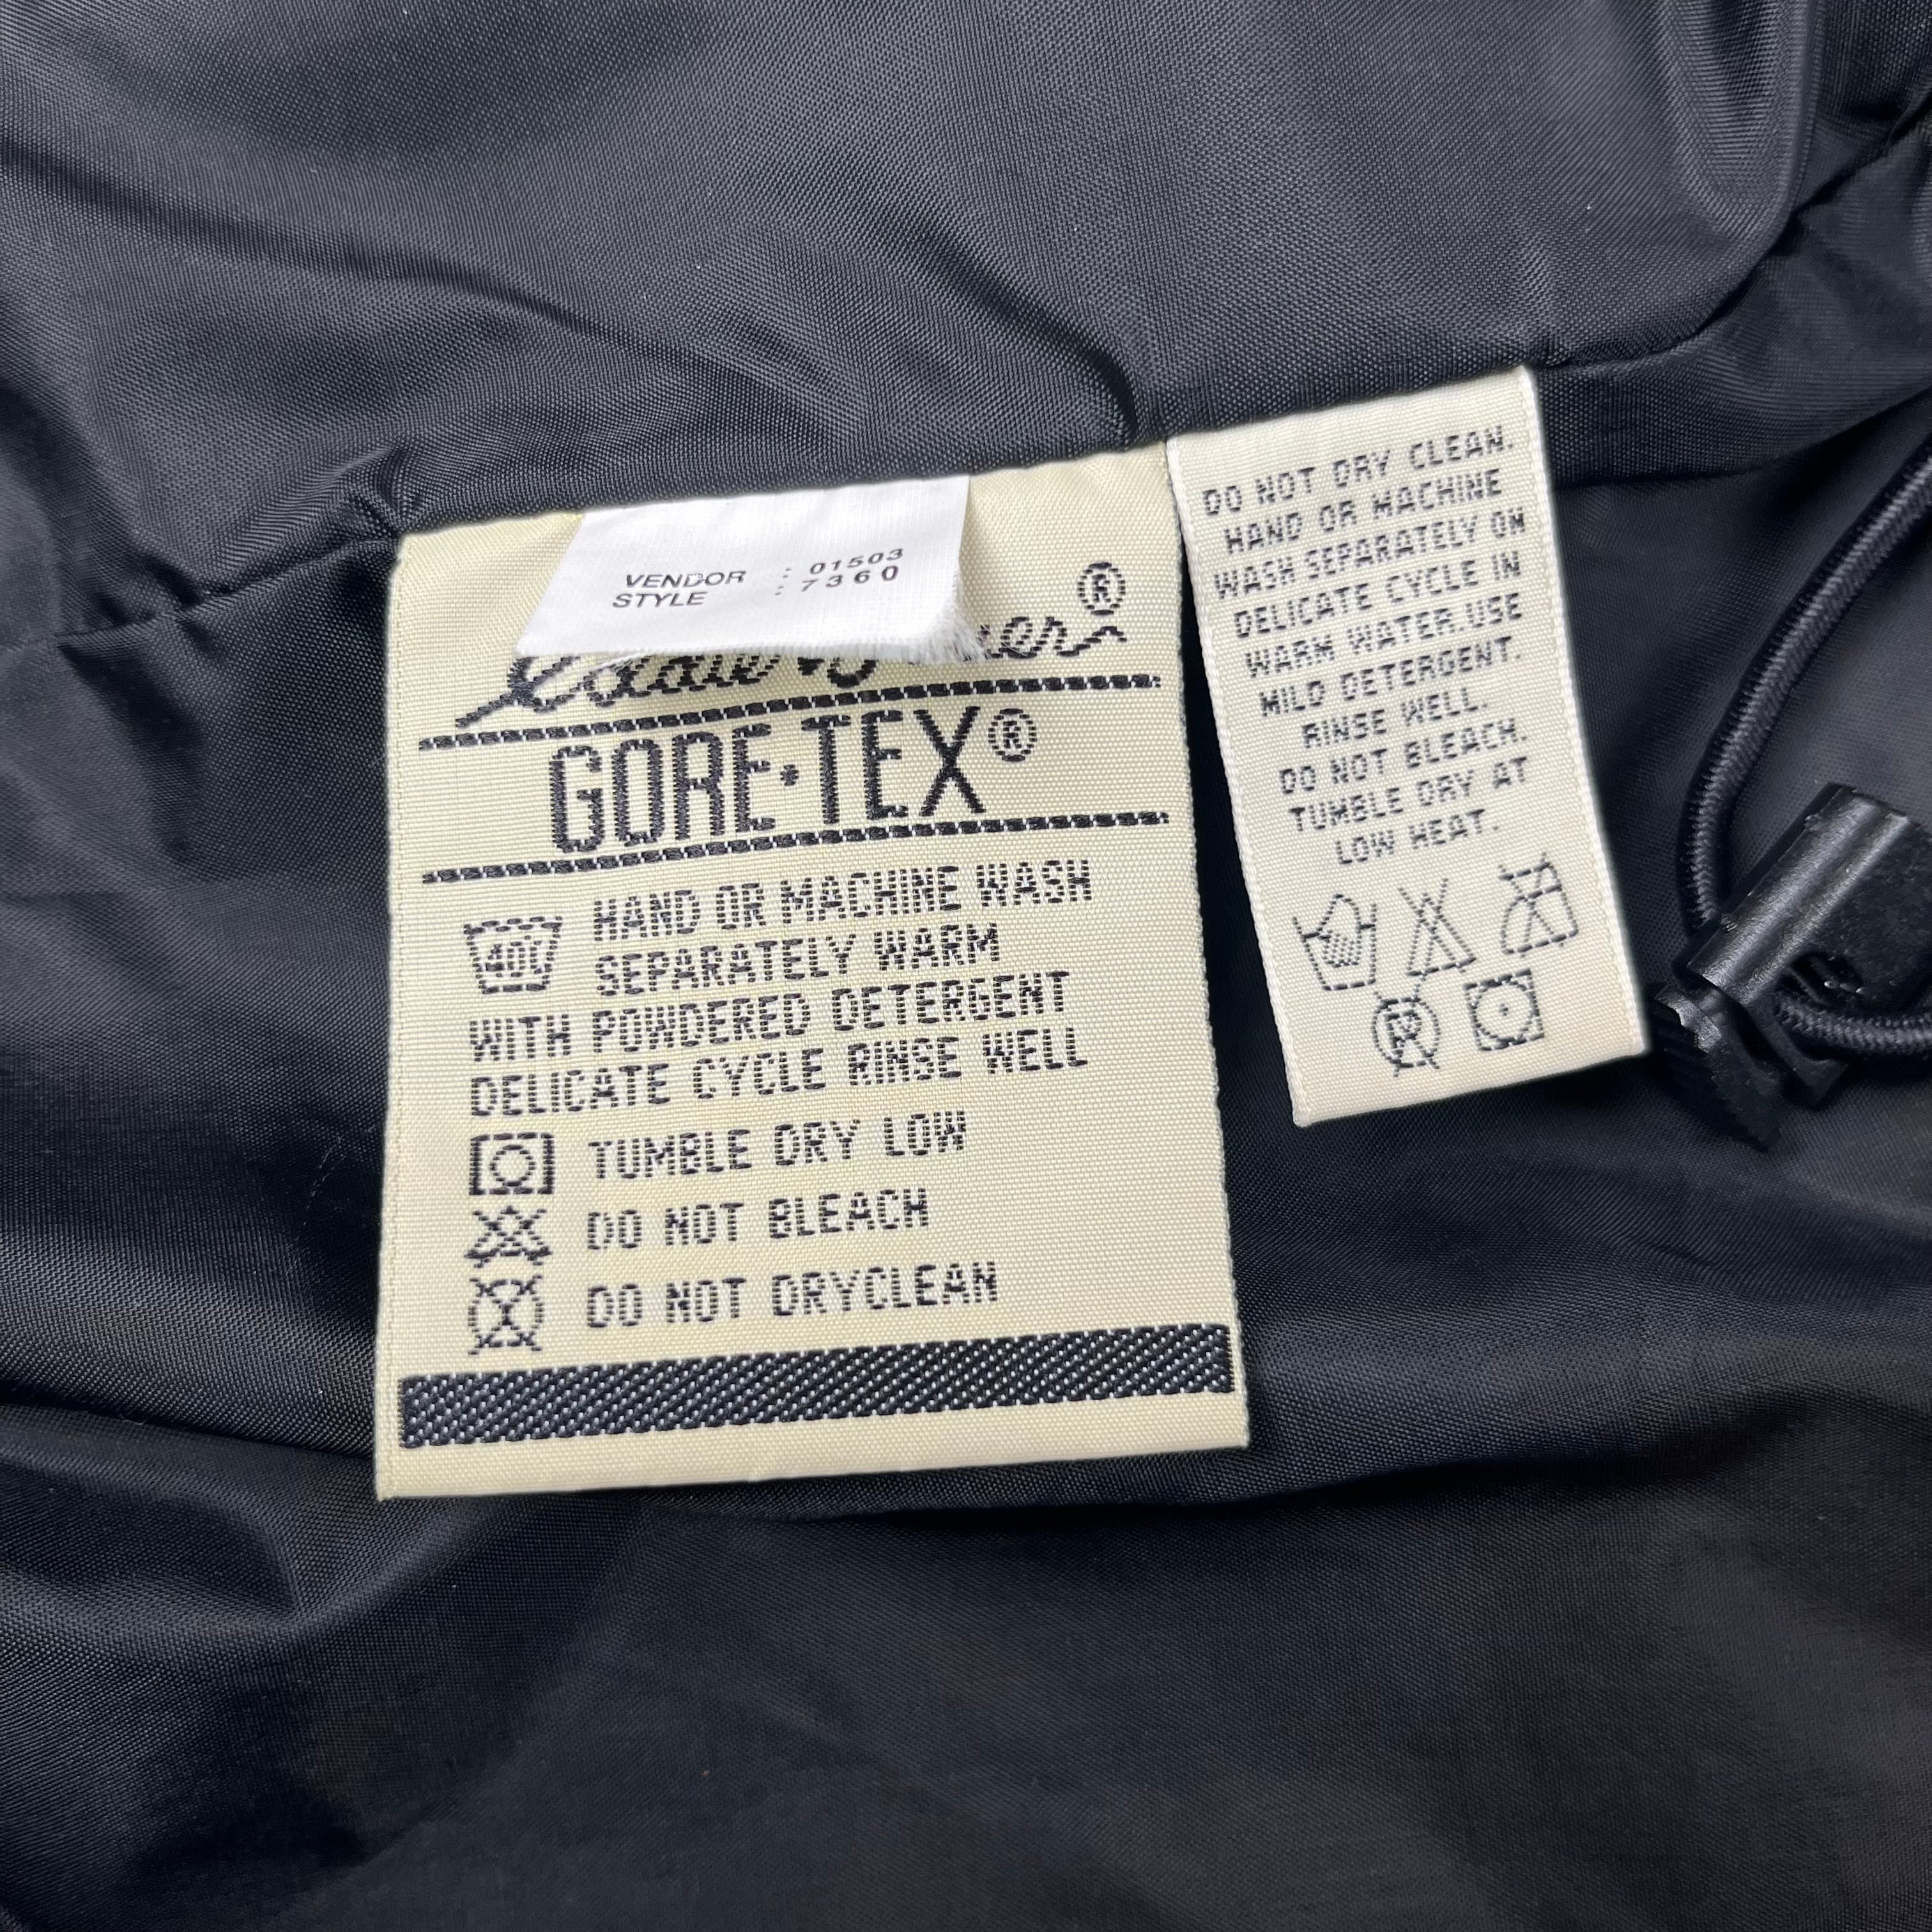 VENDOR : 01503
STYLE : 7360
GORE-TEX®
40
HAND OR MACHINE WASH
SEPARATELY WARM
WITH POWDERED DETERGENT
DELICATE CYCLE RINSE WELL
TUMBLE DRY LOW
DO NOT BLEACH
DO NOT DRYCLEAN
DO NOT DRY CLEAN.
HAND OR MACHINE
WASH SEPARATELY ON
DELICATE CYCLE IN
WARM WATER.USE
MILD DETERGENT.
RINSE WELL.
DO NOT BLEACH.
TUMBLE DRY AT
LOW HEAT.